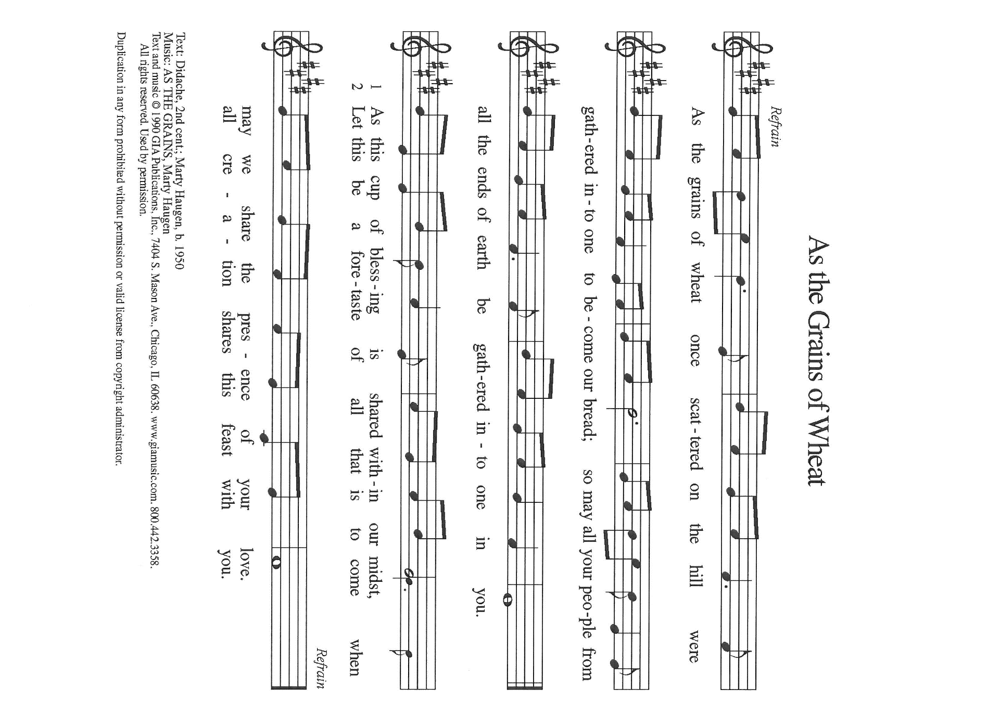 As the Grains of Wheat
Refrain
As the grains of wheat once scat - tered on the hill were
gath - ered in - to one to be - come our bread; so may all your peo - ple from
all the ends of earth be gath - ered in - to one in you.
1 As this cup of bless - ing is shared with - in our midst,
2 Let this be a fore - taste of all that is to come when
Refrain
may we share the pres - ence of your love.
all cre - a - tion shares this feast with you.
Text: Didache, 2nd cent.; Marty Haugen, b. 1950
Music: AS THE GRAINS, Marty Haugen
Text and music © 1990 GIA Publications, Inc., 7404 S. Mason Ave., Chicago, IL 60638. www.giamusic.com. 800.442.3358.
All rights reserved. Used by permission.
Duplication in any form prohibited without permission or valid license from copyright administrator.